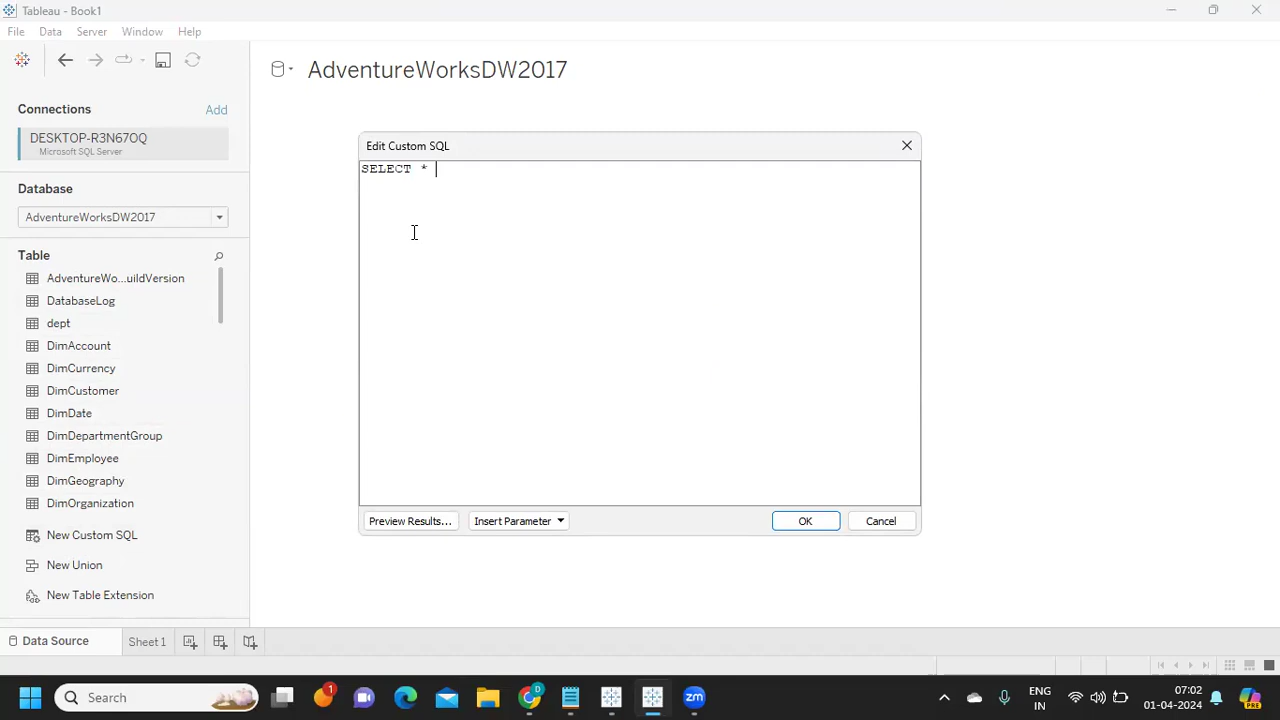 Tableau - Book1
File Data Server Window Help
AdventureWorksDW2017
Connections Add
DESKTOP-R3N67OQ
Microsoft SQL Server
Database
AdventureWorksDW2017
Table
AdventureWo...uildVersion
DatabaseLog
dept
DimAccount
DimCurrency
DimCustomer
DimDate
DimDepartmentGroup
DimEmployee
DimGeography
DimOrganization
New Custom SQL
New Union
New Table Extension
Edit Custom SQL
SELECT *
Preview Results... Insert Parameter OK Cancel
Data Source Sheet 1
Search 1 D zm ENG IN 07:02 01-04-2024 PRE